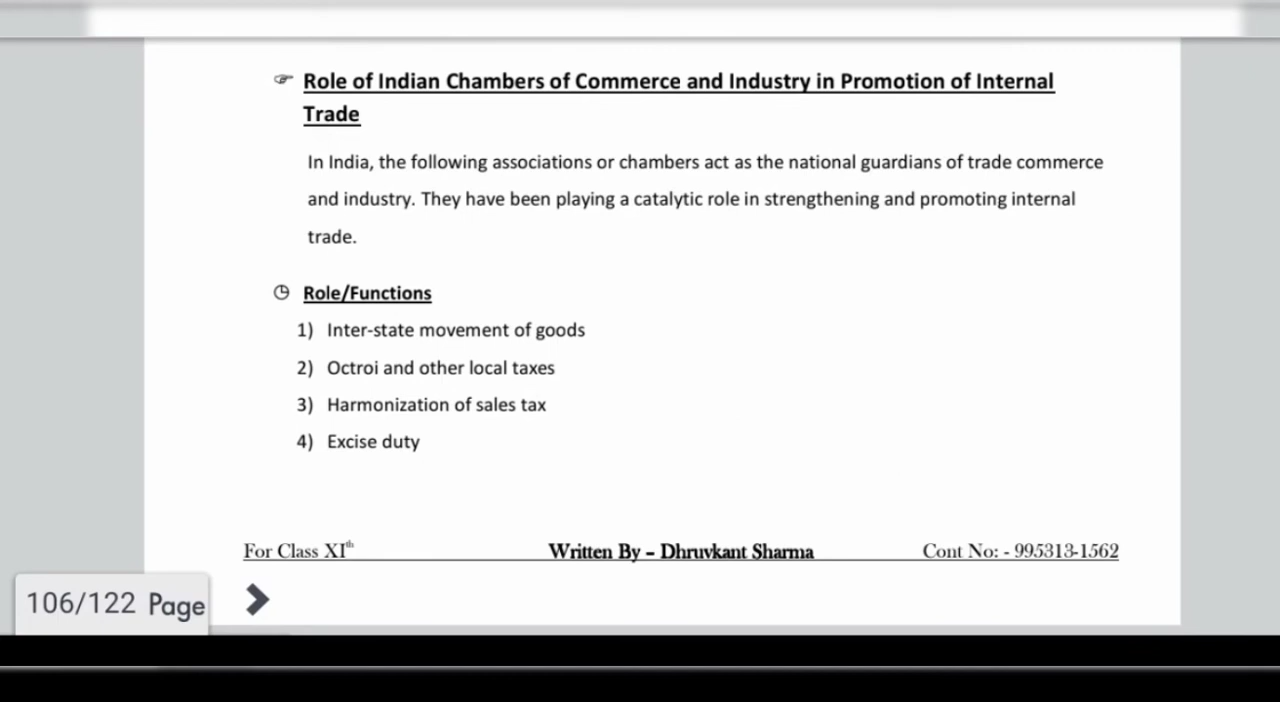 Role of Indian Chambers of Commerce and Industry in Promotion of Internal
Trade
In India, the following associations or chambers act as the national guardians of trade commerce
and industry. They have been playing a catalytic role in strengthening and promoting internal
trade.
Role/Functions
1) Inter-state movement of goods
2) Octroi and other local taxes
3) Harmonization of sales tax
4) Excise duty
For Class XIth Written By – Dhruvkant Sharma Cont No: - 995313-1562
106/122 Page